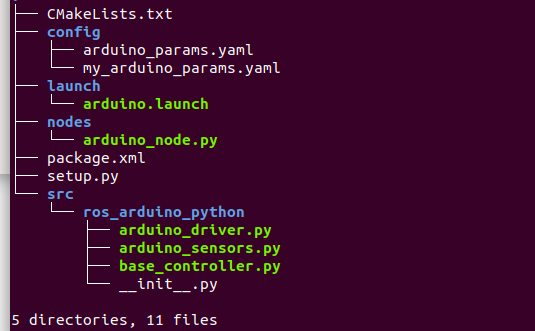 ├── CMakeLists.txt
├── config
│   ├── arduino_params.yaml
│   └── my_arduino_params.yaml
├── launch
│   └── arduino.launch
├── nodes
│   └── arduino_node.py
├── package.xml
├── setup.py
└── src
    └── ros_arduino_python
        ├── arduino_driver.py
        ├── arduino_sensors.py
        ├── base_controller.py
        └── __init__.py
5 directories, 11 files